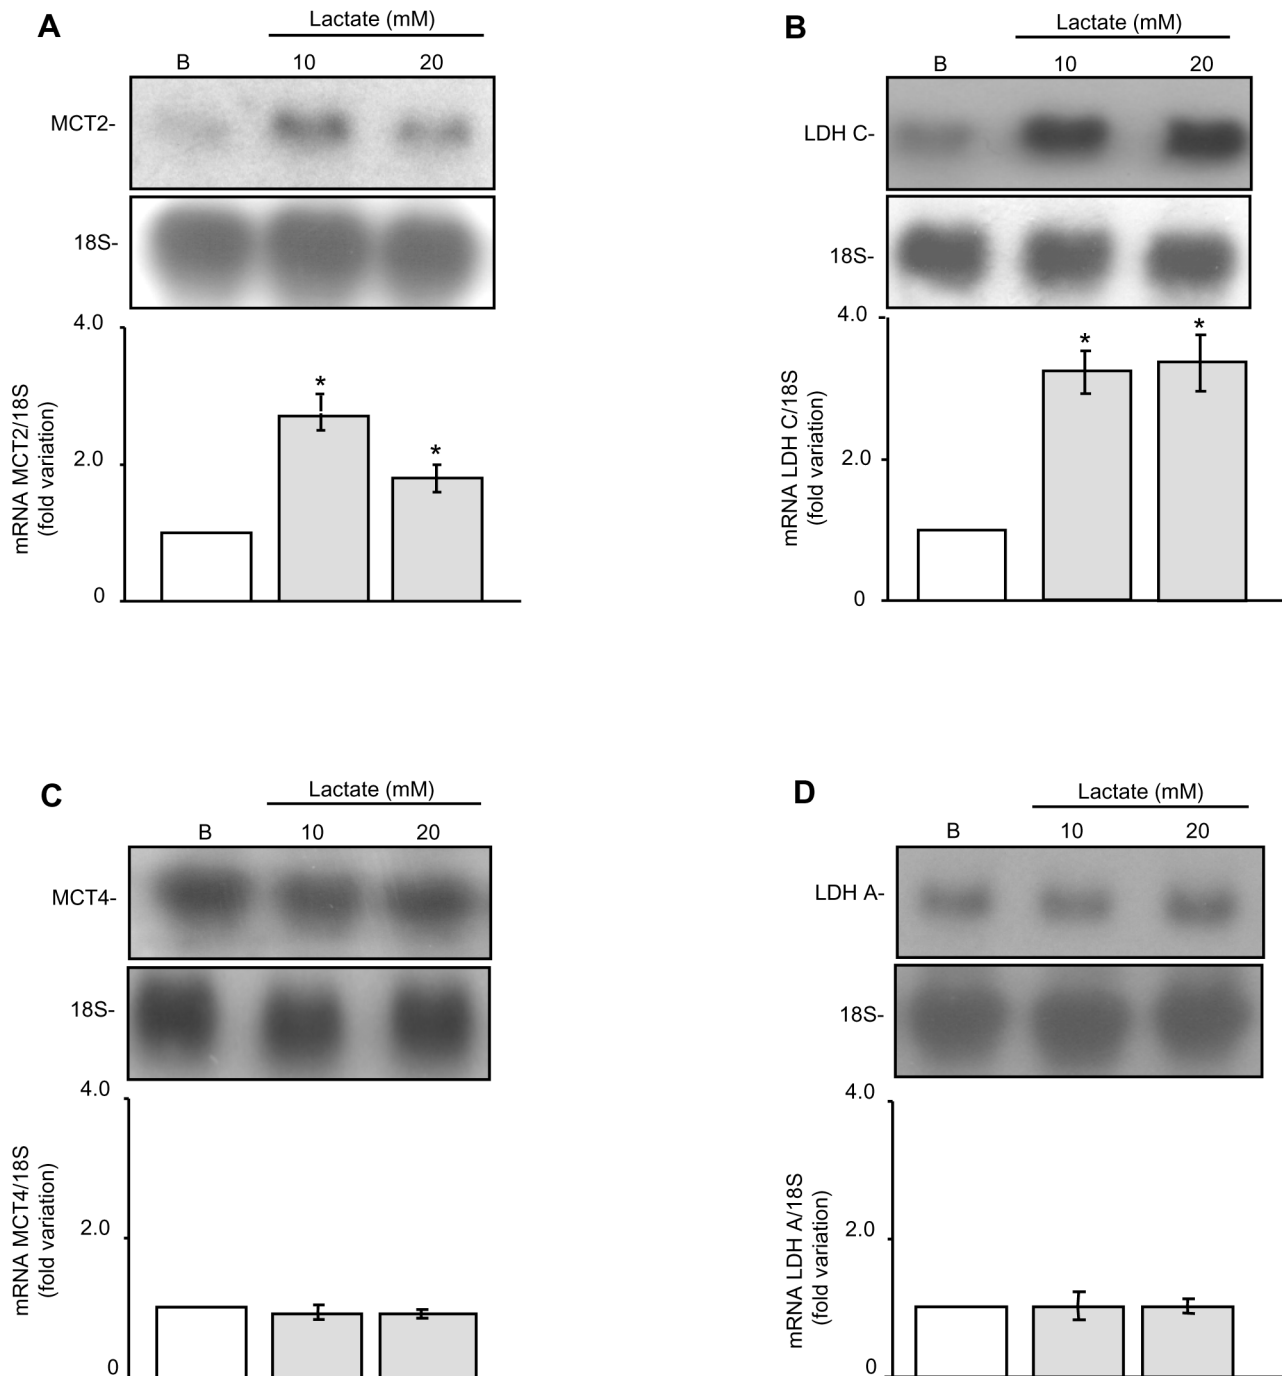 A
Lactate (mM)
B 10 20
MCT2-
18S-
4.0
2.0
0
mRNA MCT2/18S
(fold variation)
*
*
B
Lactate (mM)
B 10 20
LDH C-
18S-
4.0
2.0
0
mRNA LDH C/18S
(fold variation)
*
*
C
Lactate (mM)
B 10 20
MCT4-
18S-
4.0
2.0
0
mRNA MCT4/18S
(fold variation)
D
Lactate (mM)
B 10 20
LDH A-
18S-
4.0
2.0
0
mRNA LDH A/18S
(fold variation)